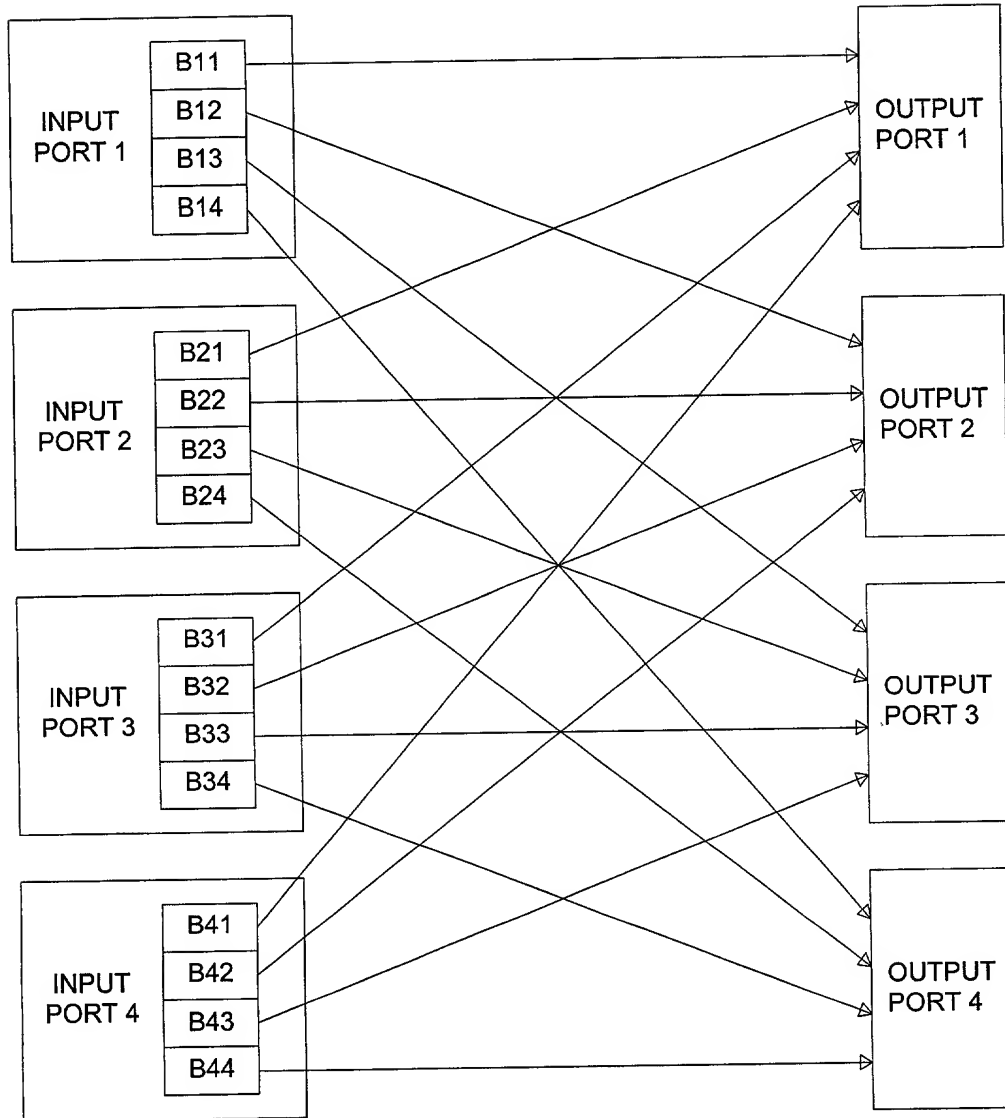 INPUT
PORT 1
B11
B12
B13
B14
OUTPUT
PORT 1
INPUT
PORT 2
B21
B22
B23
B24
OUTPUT
PORT 2
INPUT
PORT 3
B31
B32
B33
B34
OUTPUT
PORT 3
INPUT
PORT 4
B41
B42
B43
B44
OUTPUT
PORT 4